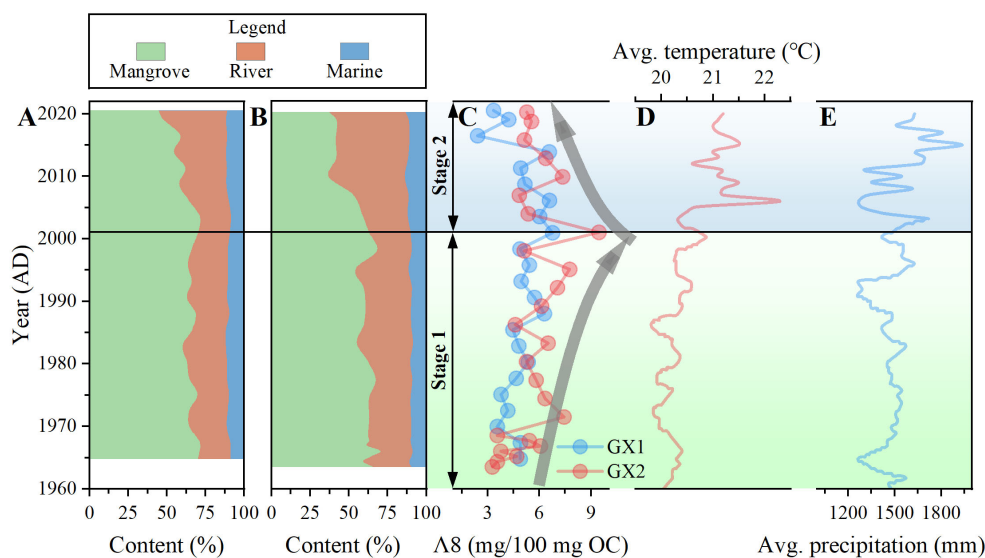 Legend
Mangrove River Marine
Avg. temperature (℃)
20 21 22
A B C D E
2020
2010
2000
1990
1980
1970
1960
Year (AD)
Stage 2
Stage 1
GX1
GX2
0 25 50 75 100
0 25 50 75 100
3 6 9
1200 1500 1800
Content (%) Content (%) Λ8 (mg/100 mg OC) Avg. precipitation (mm)